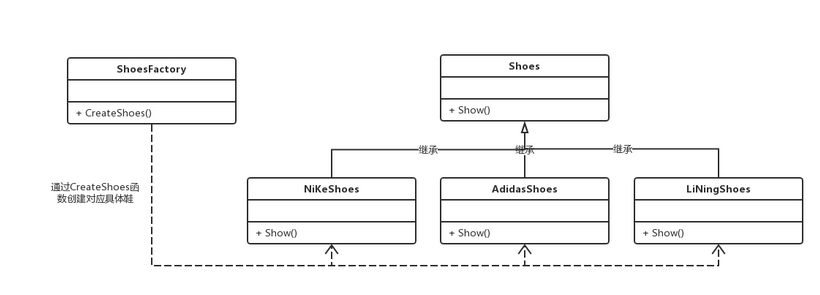 ShoesFactory
+ CreateShoes()
Shoes
+ Show()
继承
继承
继承
通过CreateShoes函
数创建对应具体鞋
NiKeShoes
+ Show()
AdidasShoes
+ Show()
LiNingShoes
+ Show()